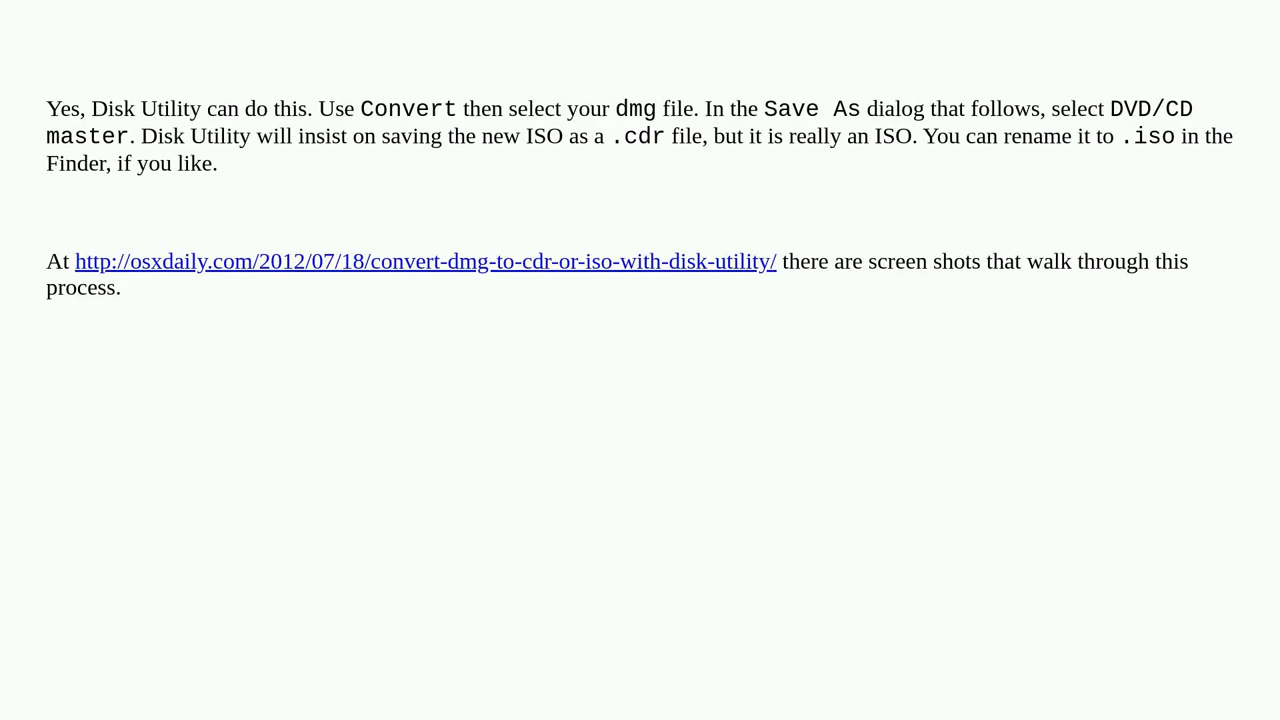 Yes, Disk Utility can do this. Use Convert then select your dmg file. In the Save As dialog that follows, select DVD/CD
master. Disk Utility will insist on saving the new ISO as a .cdr file, but it is really an ISO. You can rename it to .iso in the
Finder, if you like.
At http://osxdaily.com/2012/07/18/convert-dmg-to-cdr-or-iso-with-disk-utility/ there are screen shots that walk through this
process.